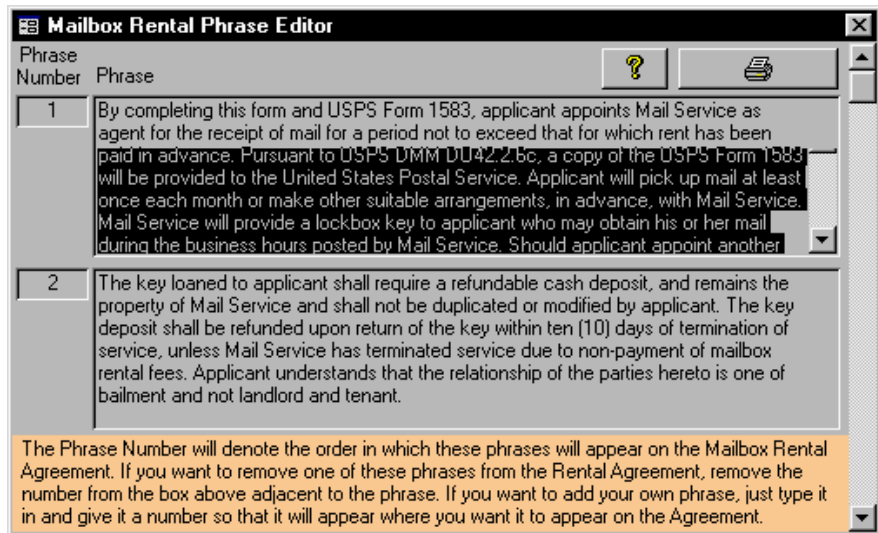 Mailbox Rental Phrase Editor
Phrase
Number Phrase
1
By completing this form and USPS Form 1583, applicant appoints Mail Service as
agent for the receipt of mail for a period not to exceed that for which rent has been
paid in advance. Pursuant to USPS DMM a copy of the USPS Form 1583
will be provided to the United States Postal Service. Applicant will pick up mail at least
once each month or make other suitable arrangements, in advance, with Mail Service.
Mail Service will provide a lockbox key to applicant who may obtain his or her mail
during the business hours posted by Mail Service. Should applicant appoint another
2
The key loaned to applicant shall require a refundable cash deposit, and remains the
property of Mail Service and shall not be duplicated or modified by applicant. The key
deposit shall be refunded upon return of the key within ten (10) days of termination of
service, unless Mail Service has terminated service due to non-payment of mailbox
rental fees. Applicant understands that the relationship of the parties hereto is one of
bailment and not landlord and tenant.
The Phrase Number will denote the order in which these phrases will appear on the Mailbox Rental
Agreement. If you want to remove one of these phrases from the Rental Agreement, remove the
number from the box above adjacent to the phrase. If you want to add your own phrase, just type it
in and give it a number so that it will appear where you want it to appear on the Agreement.